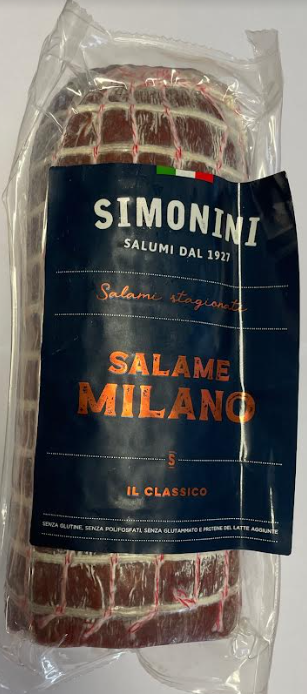 SIMONINI
SALUMI DAL 1927
Salami stagionati
SALAME
MILANO
S
IL CLASSICO
SENZA GLUTINE, SENZA POLIFOSFATI, SENZA GLUTAMMATO E PROTEINE DEL LATTE AGGIUNTE